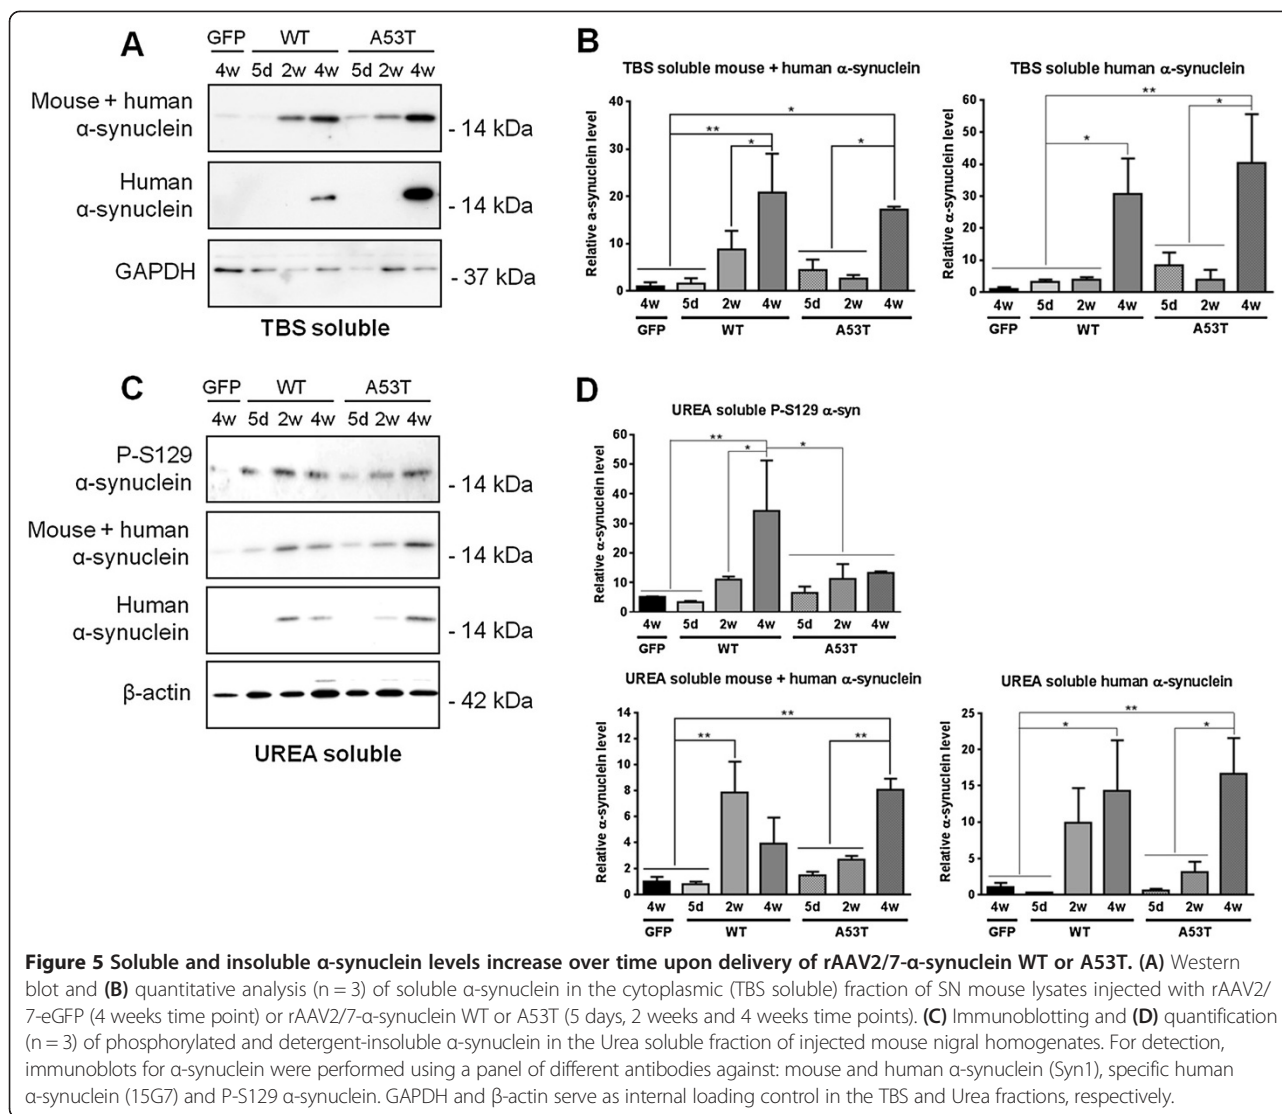 A
GFP WT A53T
4w 5d 2w 4w 5d 2w 4w
Mouse + human
α-synuclein
- 14 kDa
Human
α-synuclein
- 14 kDa
GAPDH
- 37 kDa
TBS soluble
B
TBS soluble mouse + human α-synuclein
Relative a-synuclein level
40
30
20
10
0
**
*
*
*
4w 5d 2w 4w 5d 2w 4w
GFP WT A53T
TBS soluble human α-synuclein
Relative α-synuclein level
60
50
40
30
20
10
0
**
*
*
4w 5d 2w 4w 5d 2w 4w
GFP WT A53T
C
GFP WT A53T
4w 5d 2w 4w 5d 2w 4w
P-S129
α-synuclein
- 14 kDa
Mouse + human
α-synuclein
- 14 kDa
Human
α-synuclein
- 14 kDa
β-actin
- 42 kDa
UREA soluble
D
UREA soluble P-S129 α-syn
Relative α-synuclein level
60
50
40
30
20
10
0
**
*
*
4w 5d 2w 4w 5d 2w 4w
GFP WT A53T
UREA soluble mouse + human α-synuclein
Relative α-synuclein level
14
12
10
8
6
4
2
0
**
**
**
4w 5d 2w 4w 5d 2w 4w
GFP WT A53T
UREA soluble human α-synuclein
Relative α-synuclein level
25
20
15
10
5
0
**
*
*
4w 5d 2w 4w 5d 2w 4w
GFP WT A53T
Figure 5 Soluble and insoluble α-synuclein levels increase over time upon delivery of rAAV2/7-α-synuclein WT or A53T. (A) Western
blot and (B) quantitative analysis (n = 3) of soluble α-synuclein in the cytoplasmic (TBS soluble) fraction of SN mouse lysates injected with rAAV2/
7-eGFP (4 weeks time point) or rAAV2/7-α-synuclein WT or A53T (5 days, 2 weeks and 4 weeks time points). (C) Immunoblotting and (D) quantification
(n = 3) of phosphorylated and detergent-insoluble α-synuclein in the Urea soluble fraction of injected mouse nigral homogenates. For detection,
immunoblots for α-synuclein were performed using a panel of different antibodies against: mouse and human α-synuclein (Syn1), specific human
α-synuclein (15G7) and P-S129 α-synuclein. GAPDH and β-actin serve as internal loading control in the TBS and Urea fractions, respectively.